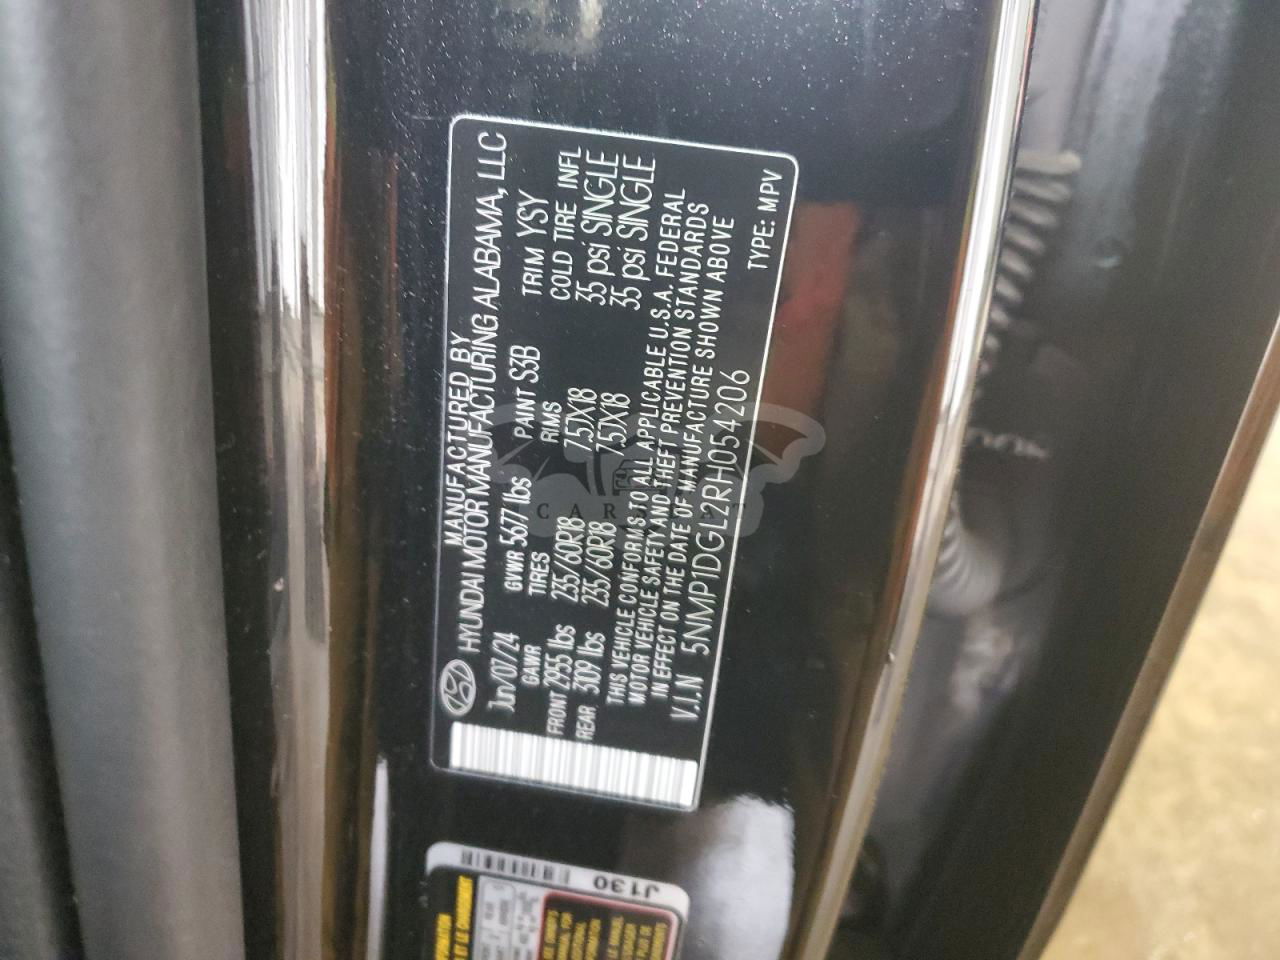 MANUFACTURED BY
HYUNDAI MOTOR MANUFACTURING ALABAMA, LLC
Jun/07/24 GVWR 5677 lbs PAINT S3B TRIM YSY
GAWR TIRES RIMS COLD TIRE INFL
FRONT 2955 lbs 235/60R18 7.5JX18 35 psi SINGLE
REAR 3109 lbs 235/60R18 7.5JX18 35 psi SINGLE
THIS VEHICLE CONFORMS TO ALL APPLICABLE U.S.A. FEDERAL
MOTOR VEHICLE SAFETY AND THEFT PREVENTION STANDARDS
IN EFFECT ON THE DATE OF MANUFACTURE SHOWN ABOVE
V.I.N 5NMP1DGL2RH054206 TYPE: MPV
J130